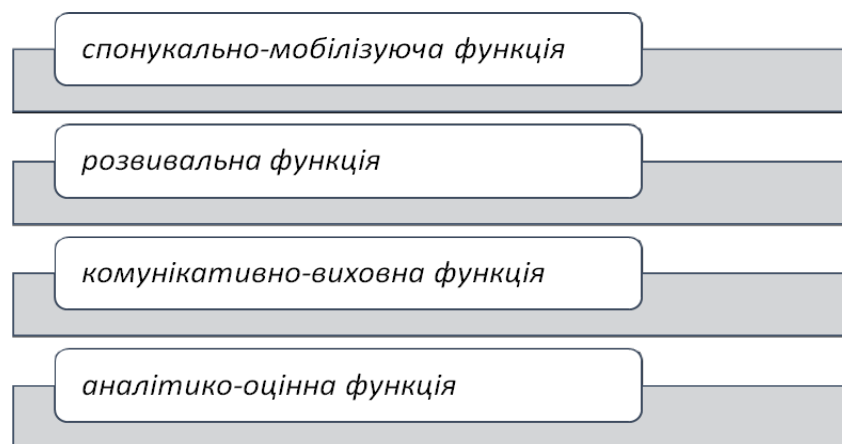 спонукально-мобілізуюча функція
розвивальна функція
комунікативно-виховна функція
аналітико-оцінна функція